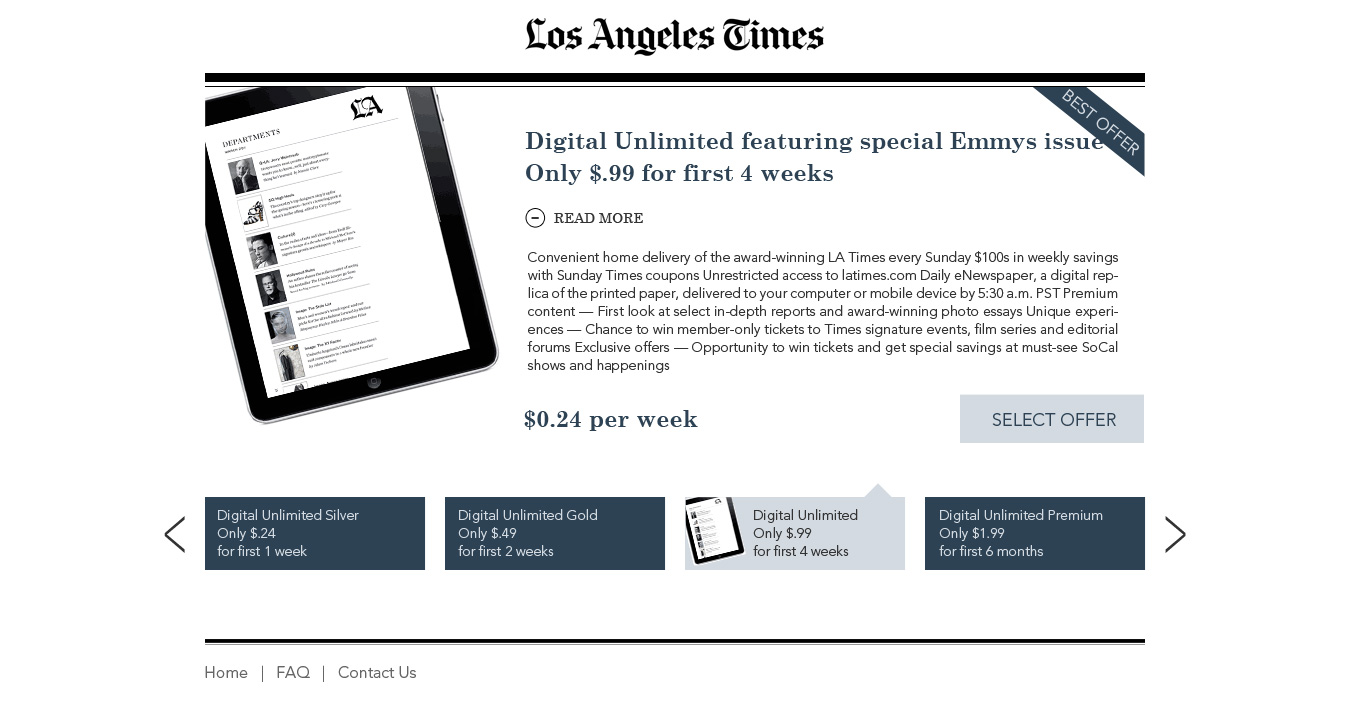 Los Angeles Times
LA
DEPARTMENTS
BEST OFFER
Digital Unlimited featuring special Emmys issue
Only $.99 for first 4 weeks
READ MORE
Convenient home delivery of the award-winning LA Times every Sunday $100s in weekly savings
with Sunday Times coupons Unrestricted access to latimes.com Daily eNewspaper, a digital rep-
lica of the printed paper, delivered to your computer or mobile device by 5:30 a.m. PST Premium
content — First look at select in-depth reports and award-winning photo essays Unique experi-
ences — Chance to win member-only tickets to Times signature events, film series and editorial
forums Exclusive offers — Opportunity to win tickets and get special savings at must-see SoCal
shows and happenings
$0.24 per week
SELECT OFFER
Digital Unlimited Silver
Only $.24
for first 1 week
Digital Unlimited Gold
Only $.49
for first 2 weeks
Digital Unlimited
Only $.99
for first 4 weeks
Digital Unlimited Premium
Only $1.99
for first 6 months
Home | FAQ | Contact Us